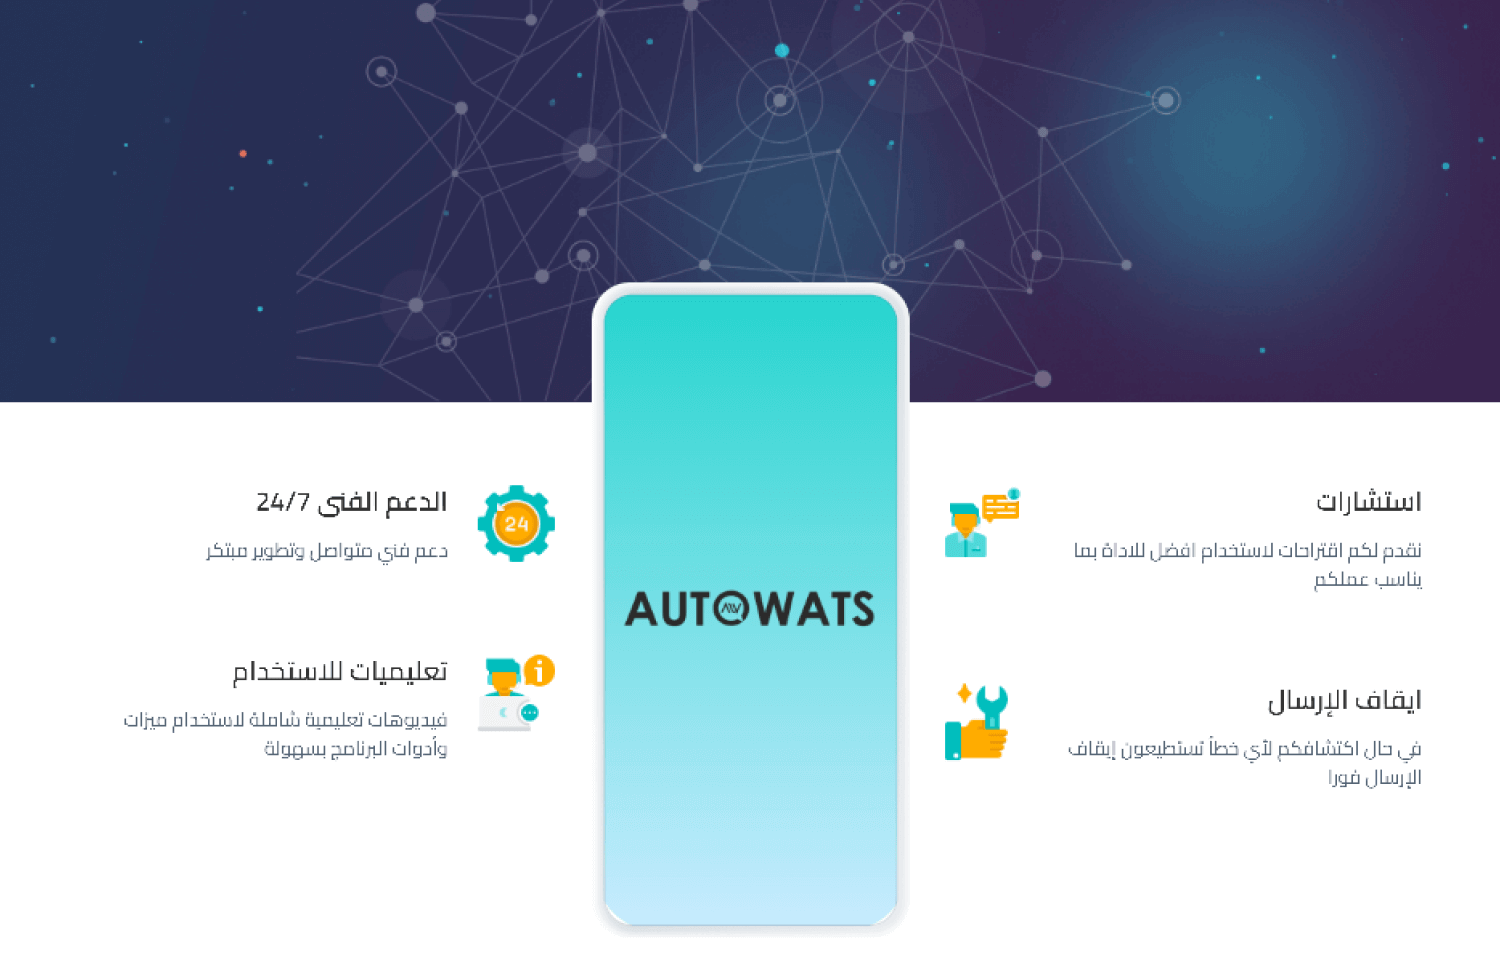 استشارات
نقدم لكم اقتراحات لاستخدام افضل للاداة بما
يناسب عملكم
ايقاف الإرسال
في حال اكتشافكم لأي خطأ تستطيعون إيقاف
الإرسال فورا
AUTOWATS
الدعم الفني 24/7
دعم فني متواصل وتطوير مبتكر
24
تعليميات للاستخدام
فيديوهات تعليمية شاملة لاستخدام ميزات
وأدوات البرنامج بسهولة